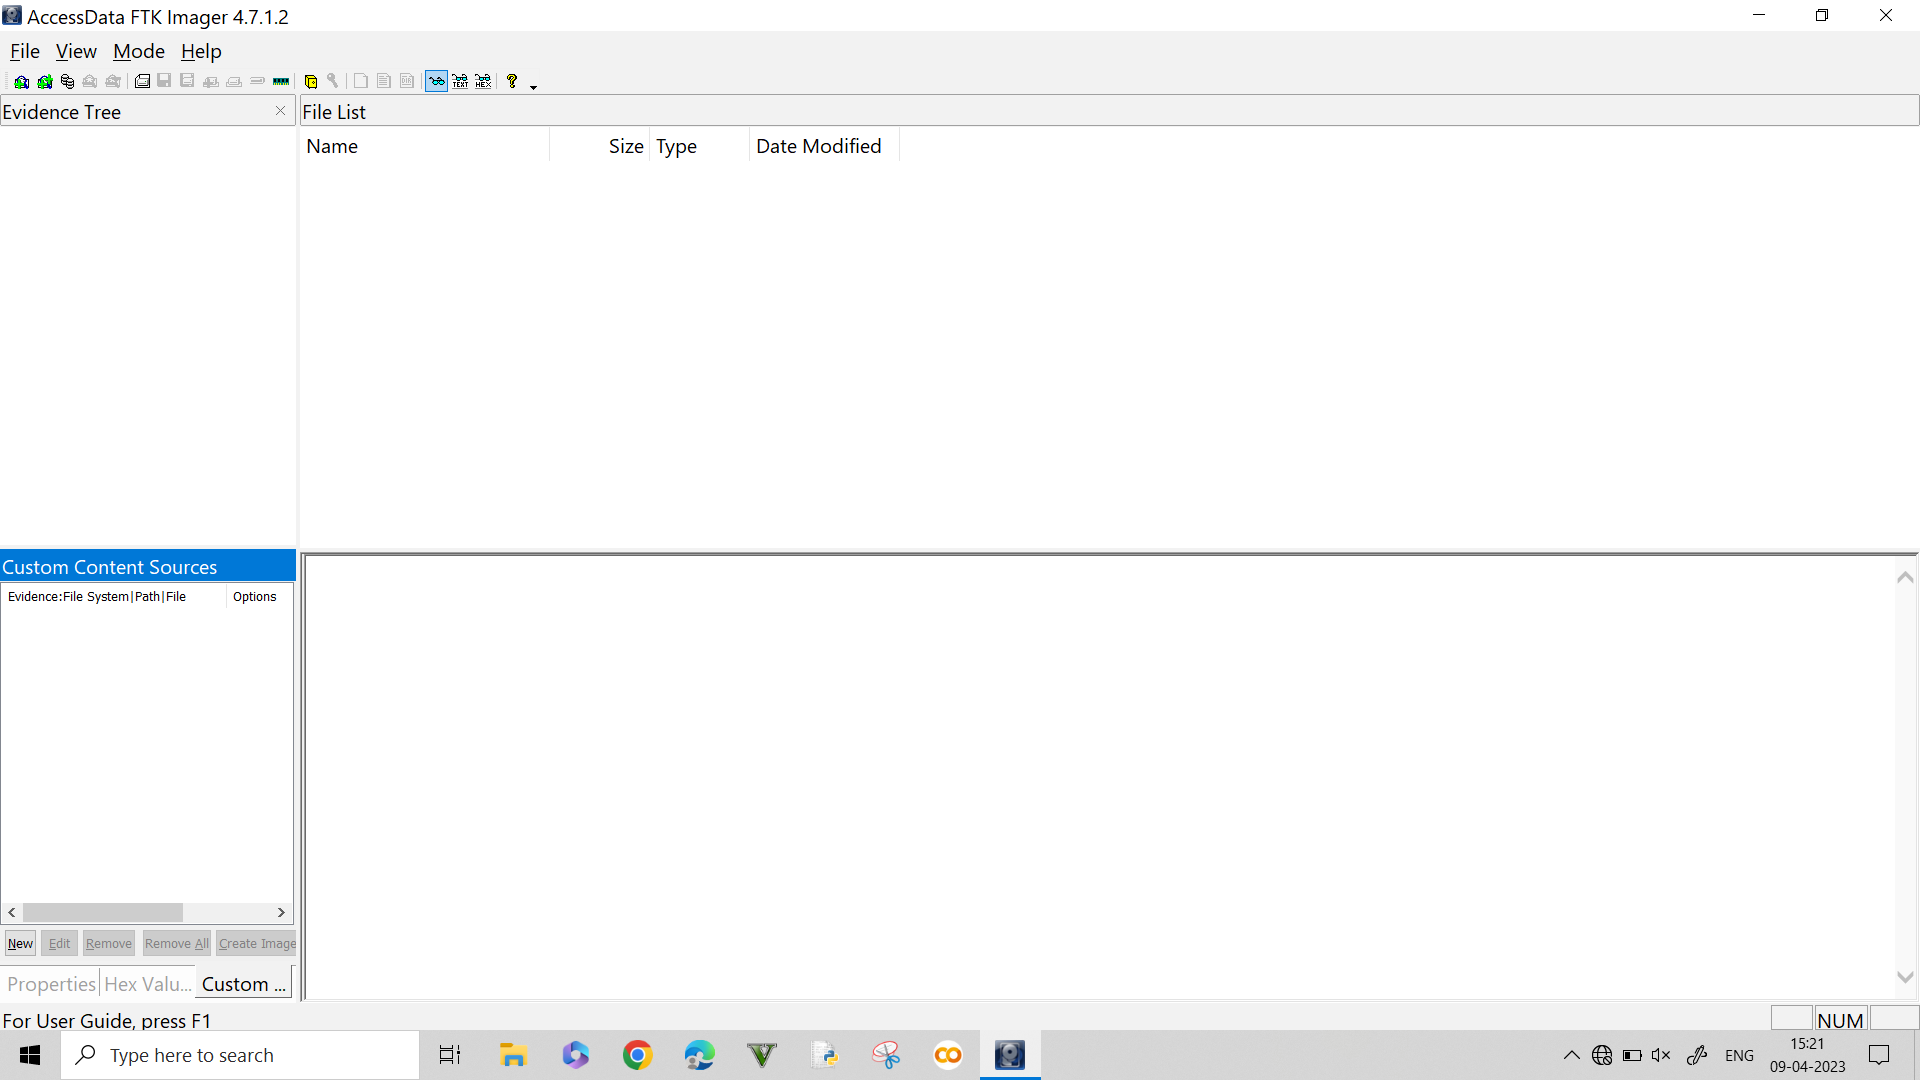 AccessData FTK Imager 4.7.1.2
File View Mode Help
TEXT HEX ?
Evidence Tree
File List
Name Size Type Date Modified
Custom Content Sources
Evidence:File System|Path|File Options
New Edit Remove Remove All Create Image
Properties Hex Valu... Custom ...
For User Guide, press F1
NUM
Type here to search
ENG
15:21
09-04-2023